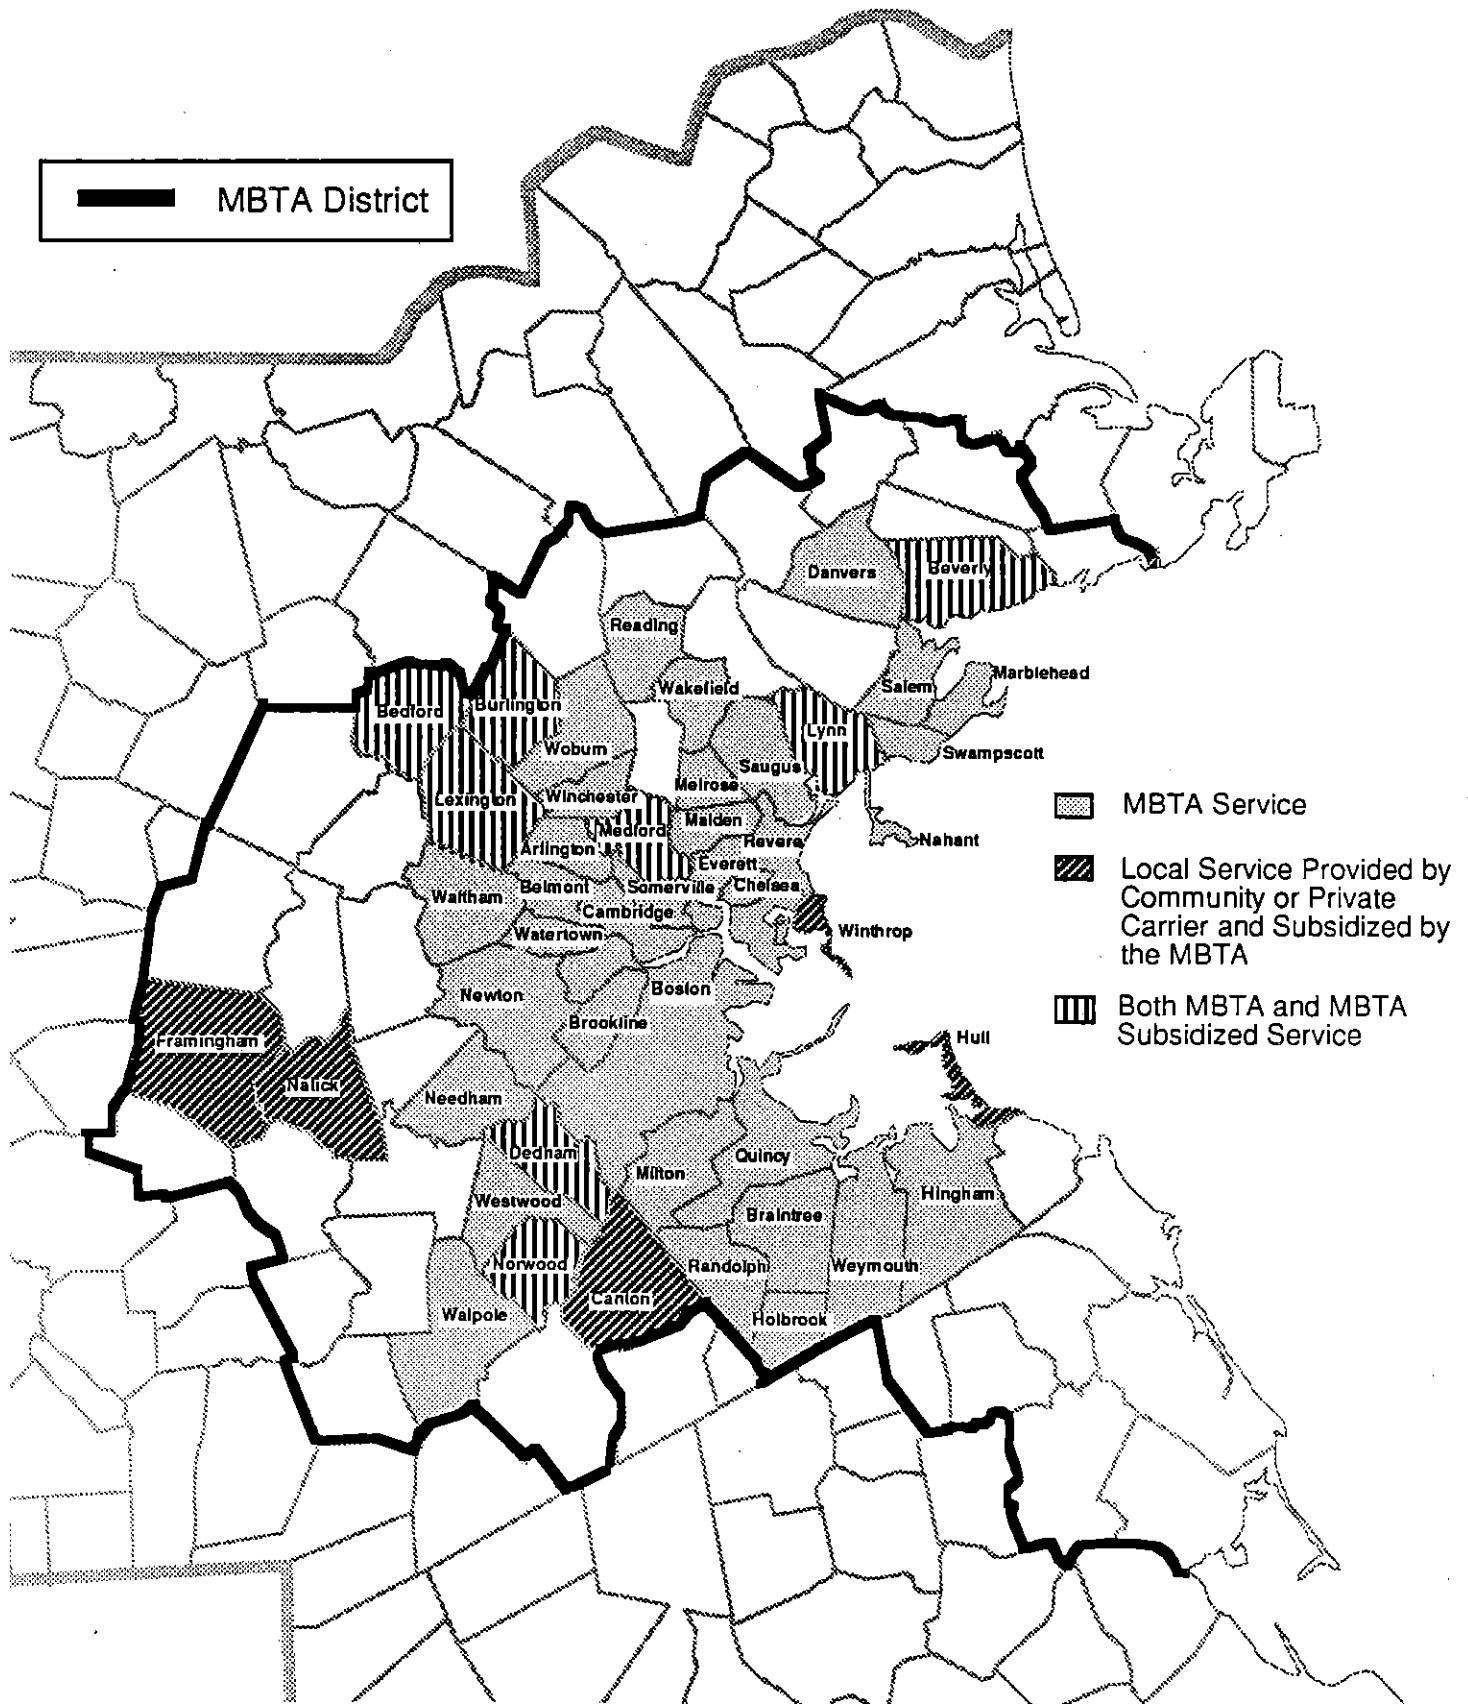 MBTA District
Danvers
Beverly
Reading
Marblehead
Wakefield
Salem
Burlington
Bedford
Lynn
Woburn
Swampscott
Saugus
Melrose
Winchester
Lexington
MBTA Service
Malden
Medford
Revere
Nahant
Arlington
Everett
Local Service Provided by
Community or Private
Carrier and Subsidized by
the MBTA
Belmont
Somerville
Chelsea
Waltham
Cambridge
Winthrop
Watertown
Boston
Newton
Both MBTA and MBTA
Subsidized Service
Brookline
Framingham
Hull
Natick
Needham
Dedham
Quincy
Milton
Hingham
Westwood
Braintree
Norwood
Randolph
Weymouth
Canton
Walpole
Holbrook